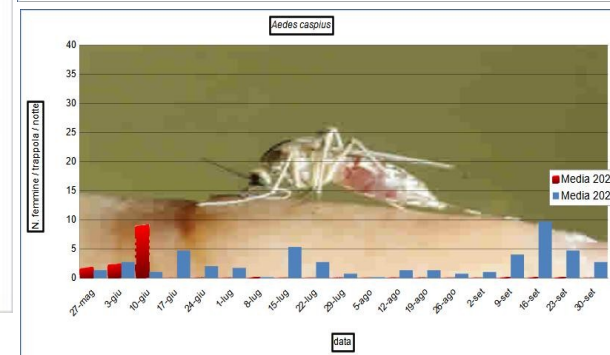 Aedes caspius
40
35
30
25
20
15
10
5
0
N. femmine / trappola / notte
27-mag
3-giu
10-giu
17-giu
24-giu
1-lug
8-lug
15-lug
22-lug
29-lug
5-ago
12-ago
19-ago
26-ago
2-set
9-set
16-set
23-set
30-set
data
Media 202
Media 202